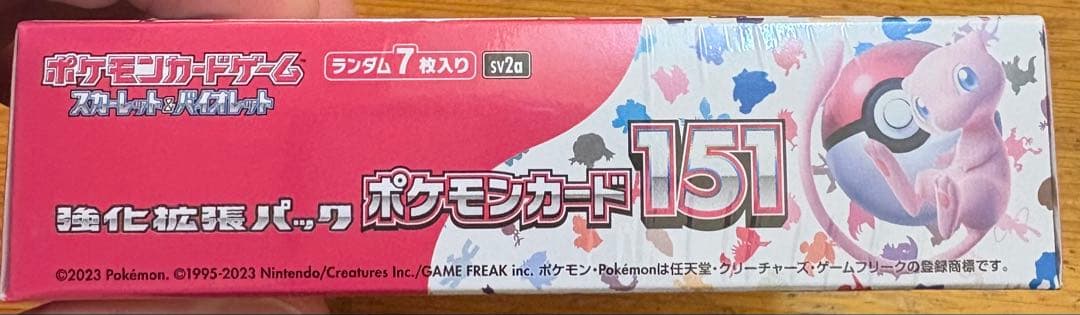 ポケモンカードゲーム
スカーレット&バイオレット
ランダム7枚入り
sv2a
強化拡張パック
ポケモンカード151
©2023 Pokémon. ©1995-2023 Nintendo/Creatures Inc./GAME FREAK inc. ポケモン・Pokémonは任天堂・クリーチャーズ・ゲームフリークの登録商標です。